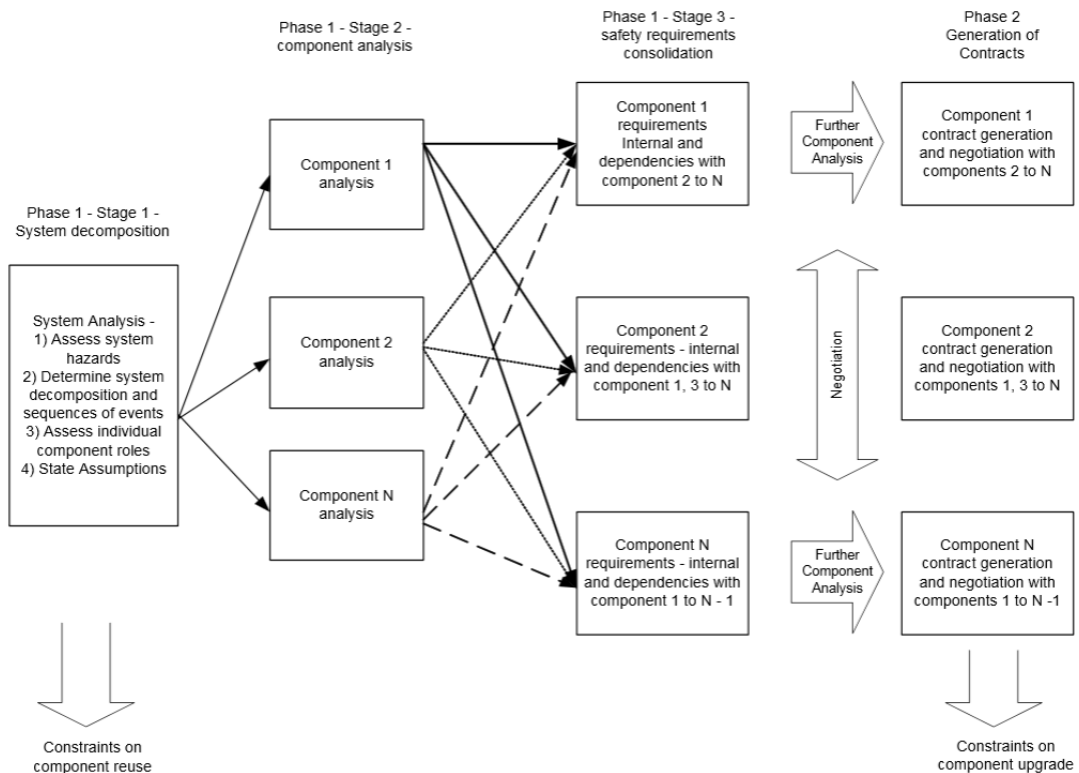 Phase 1 - Stage 1 -
System decomposition
System Analysis -
1) Assess system
hazards
2) Determine system
decomposition and
sequences of events
3) Assess individual
component roles
4) State Assumptions
Constraints on
component reuse
Phase 1 - Stage 2 -
component analysis
Component 1
analysis
Component 2
analysis
Component N
analysis
Phase 1 - Stage 3 -
safety requirements
consolidation
Component 1
requirements
Internal and
dependencies with
component 2 to N
Component 2
requirements - internal
and dependencies with
component 1, 3 to N
Component N
requirements - internal
and dependencies with
component 1 to N - 1
Further
Component
Analysis
Negotiation
Further
Component
Analysis
Phase 2
Generation of
Contracts
Component 1
contract generation
and negotiation with
components 2 to N
Component 2
contract generation
and negotiation with
components 1, 3 to N
Component N
contract generation
and negotiation with
components 1 to N -1
Constraints on
component upgrade